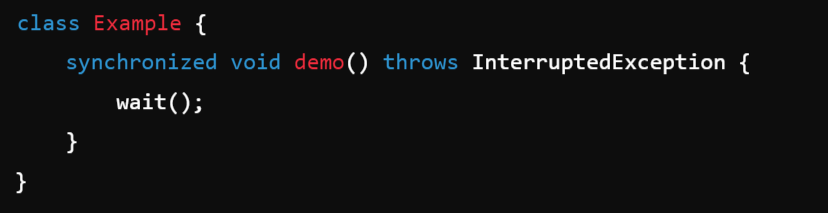 class Example {
    synchronized void demo() throws InterruptedException {
        wait();
    }
}